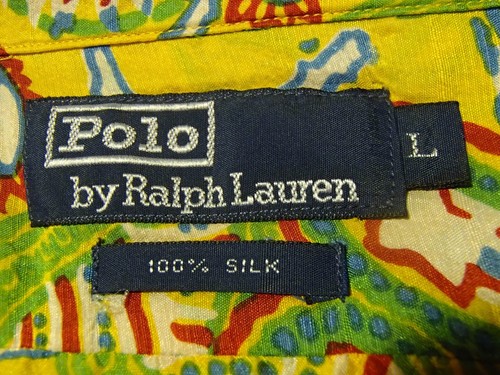 Polo
by Ralph Lauren
L
100% SILK